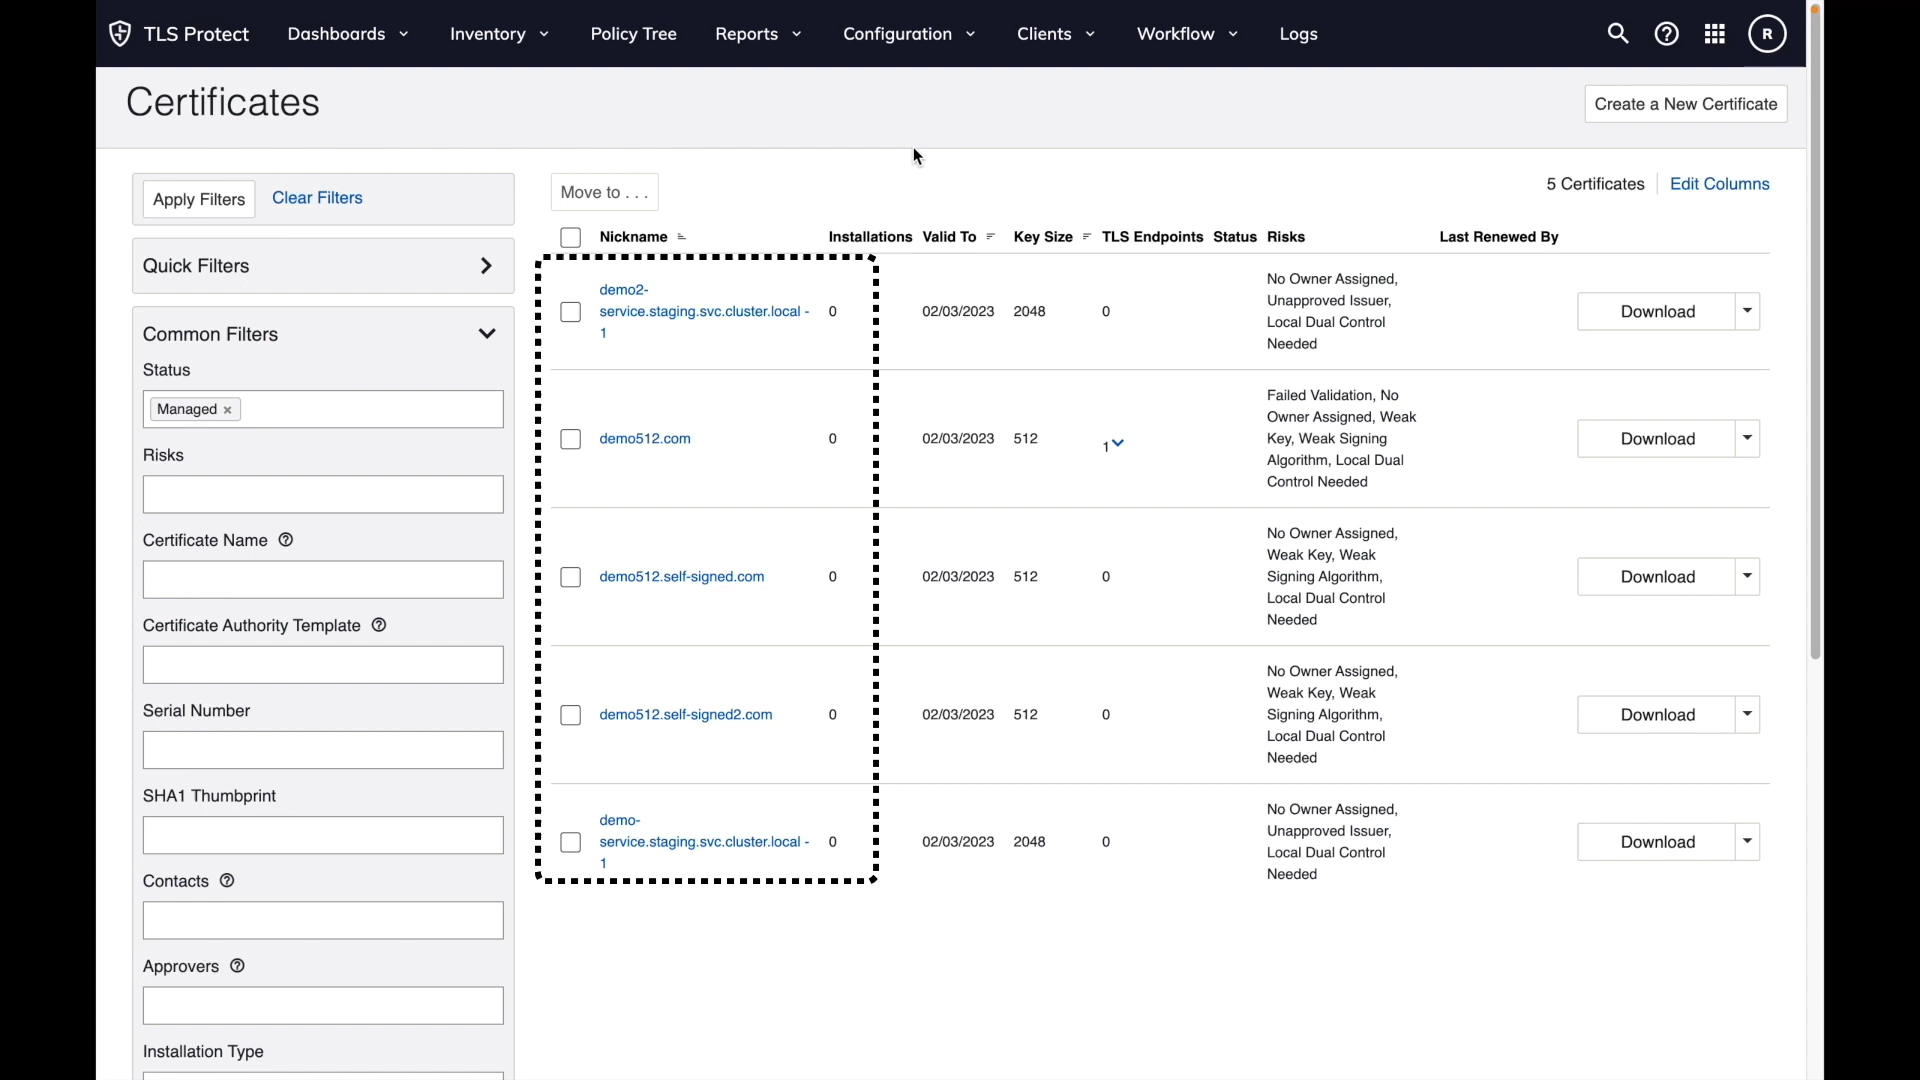 TLS Protect Dashboards Inventory Policy Tree Reports Configuration Clients Workflow Logs R
Certificates
Create a New Certificate
Apply Filters Clear Filters
Quick Filters
Common Filters
Status
Managed ×
Risks
Certificate Name
Certificate Authority Template
Serial Number
SHA1 Thumbprint
Contacts
Approvers
Installation Type
Move to . . .
5 Certificates Edit Columns
Nickname Installations Valid To Key Size TLS Endpoints Status Risks Last Renewed By
demo2-
service.staging.svc.cluster.local -
1
0 02/03/2023 2048 0
No Owner Assigned,
Unapproved Issuer,
Local Dual Control
Needed
Download
demo512.com 0 02/03/2023 512 1
Failed Validation, No
Owner Assigned, Weak
Key, Weak Signing
Algorithm, Local Dual
Control Needed
Download
demo512.self-signed.com 0 02/03/2023 512 0
No Owner Assigned,
Weak Key, Weak
Signing Algorithm,
Local Dual Control
Needed
Download
demo512.self-signed2.com 0 02/03/2023 512 0
No Owner Assigned,
Weak Key, Weak
Signing Algorithm,
Local Dual Control
Needed
Download
demo-
service.staging.svc.cluster.local -
1
0 02/03/2023 2048 0
No Owner Assigned,
Unapproved Issuer,
Local Dual Control
Needed
Download